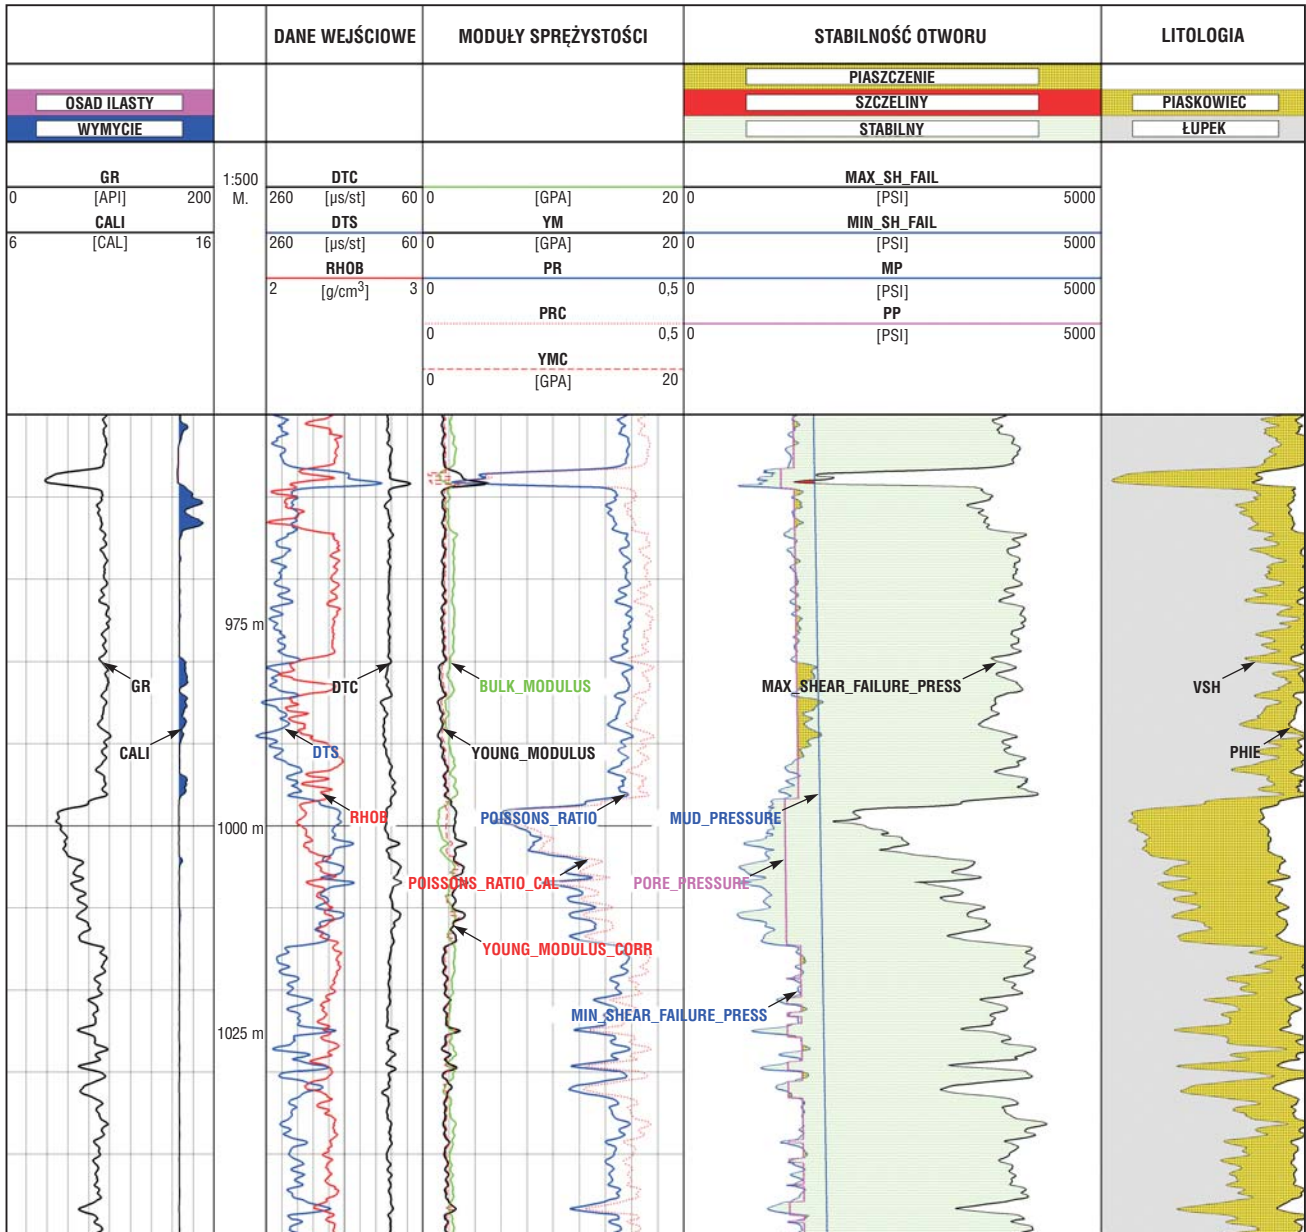 DANE WEJŚCIOWE
MODUŁY SPRĘŻYSTOŚCI
STABILNOŚĆ OTWORU
LITOLOGIA
PIASZCZENIE
OSAD ILASTY
SZCZELINY
PIASKOWIEC
WYMYCIE
STABILNY
ŁUPEK
GR
0 [API] 200
CALI
6 [CAL] 16
1:500
M.
DTC
260 [µs/st] 60
DTS
260 [µs/st] 60
RHOB
2 [g/cm³] 3
0 [GPA] 20
YM
0 [GPA] 20
PR
0 0,5
PRC
0 0,5
YMC
0 [GPA] 20
MAX_SH_FAIL
0 [PSI] 5000
MIN_SH_FAIL
0 [PSI] 5000
MP
0 [PSI] 5000
PP
0 [PSI] 5000
975 m
GR
DTC
BULK_MODULUS
MAX_SHEAR_FAILURE_PRESS
VSH
CALI
DTS
YOUNG_MODULUS
PHIE
RHOB
POISSONS_RATIO
MUD_PRESSURE
1000 m
POISSONS_RATIO_CAL
PORE_PRESSURE
YOUNG_MODULUS_CORR
MIN_SHEAR_FAILURE_PRESS
1025 m